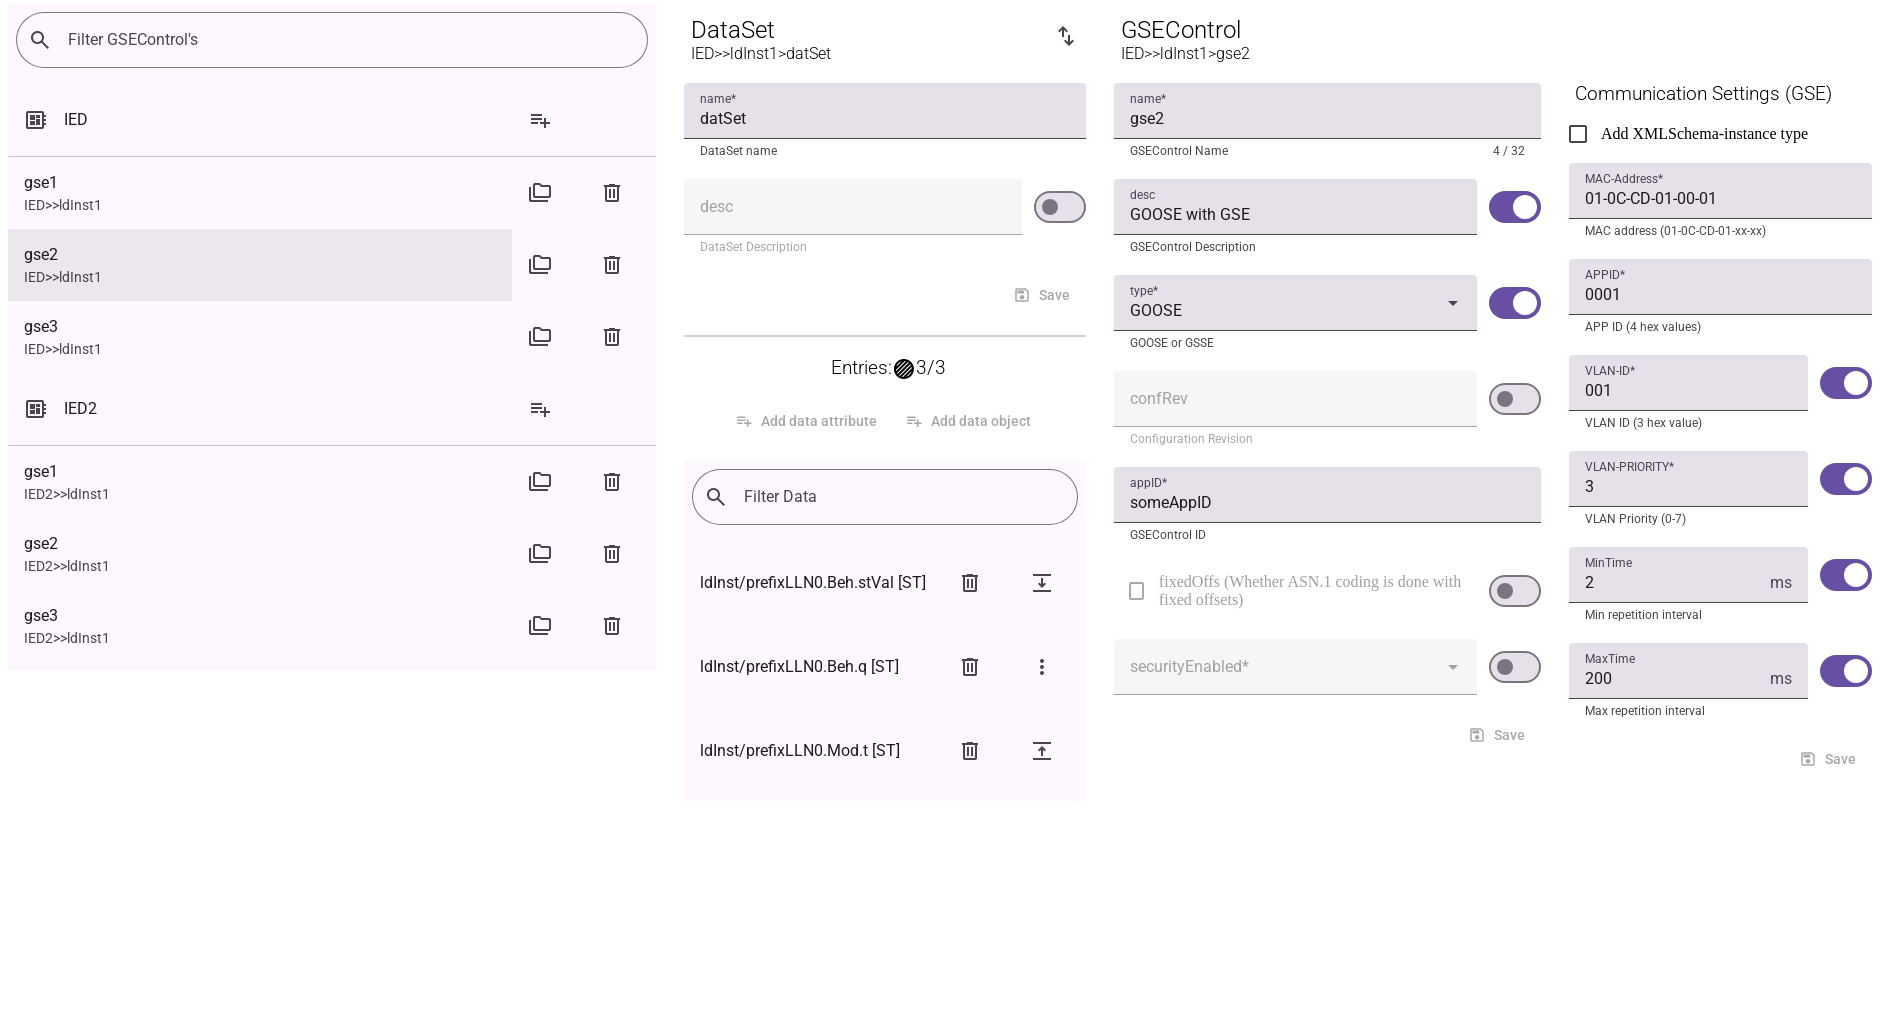 Filter GSEControl's
IED
gse1
IED>>ldInst1
gse2
IED>>ldInst1
gse3
IED>>ldInst1
IED2
gse1
IED2>>ldInst1
gse2
IED2>>ldInst1
gse3
IED2>>ldInst1
DataSet
IED>>ldInst1>datSet
name*
datSet
DataSet name
desc
DataSet Description
Save
Entries: 3/3
Add data attribute
Add data object
Filter Data
ldInst/prefixLLN0.Beh.stVal [ST]
ldInst/prefixLLN0.Beh.q [ST]
ldInst/prefixLLN0.Mod.t [ST]
GSEControl
IED>>ldInst1>gse2
name*
gse2
GSEControl Name 4 / 32
desc
GOOSE with GSE
GSEControl Description
type*
GOOSE
GOOSE or GSSE
confRev
Configuration Revision
appID*
someAppID
GSEControl ID
fixedOffs (Whether ASN.1 coding is done with
fixed offsets)
securityEnabled*
Save
Communication Settings (GSE)
Add XMLSchema-instance type
MAC-Address*
01-0C-CD-01-00-01
MAC address (01-0C-CD-01-xx-xx)
APPID*
0001
APP ID (4 hex values)
VLAN-ID*
001
VLAN ID (3 hex value)
VLAN-PRIORITY*
3
VLAN Priority (0-7)
MinTime
2 ms
Min repetition interval
MaxTime
200 ms
Max repetition interval
Save